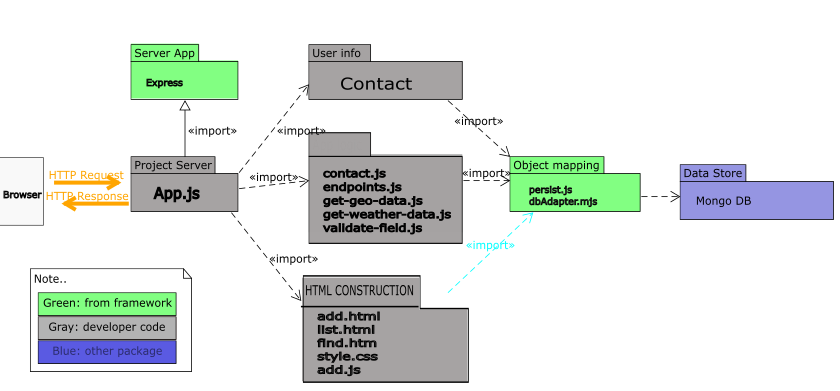 Server App
Express
User info
Contact
«import»
«import»
«import»
Browser
HTTP Request
HTTP Response
Project Server
App.js
«import»
contact.js
endpoints.js
get-geo-data.js
get-weather-data.js
validate-field.js
«import»
Object mapping
persist.js
dbAdapter.mjs
Data Store
Mongo DB
«import»
«import»
HTML CONSTRUCTION
add.html
list.html
find.htm
style.css
add.js
Note..
Green: from framework
Gray: developer code
Blue: other package